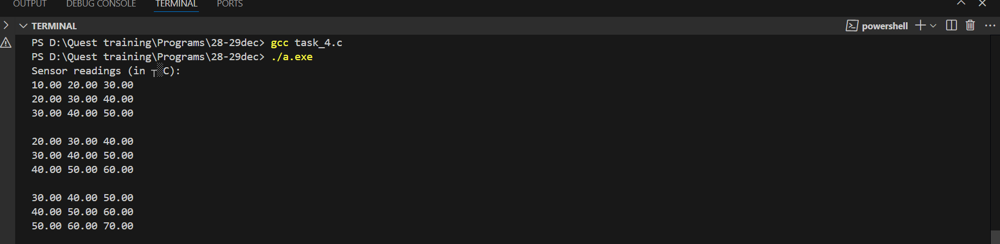 OUTPUT DEBUG CONSOLE TERMINAL PORTS
TERMINAL powershell
PS D:\Quest training\Programs\28-29dec> gcc task_4.c
PS D:\Quest training\Programs\28-29dec> ./a.exe
Sensor readings (in ┬░C):
10.00 20.00 30.00
20.00 30.00 40.00
30.00 40.00 50.00
20.00 30.00 40.00
30.00 40.00 50.00
40.00 50.00 60.00
30.00 40.00 50.00
40.00 50.00 60.00
50.00 60.00 70.00